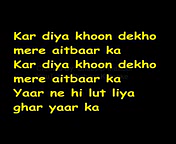 Kar diya khoon dekho
mere aitbaar ka
Kar diya khoon dekho
mere aitbaar ka
Yaar ne hi lut liya
ghar yaar ka